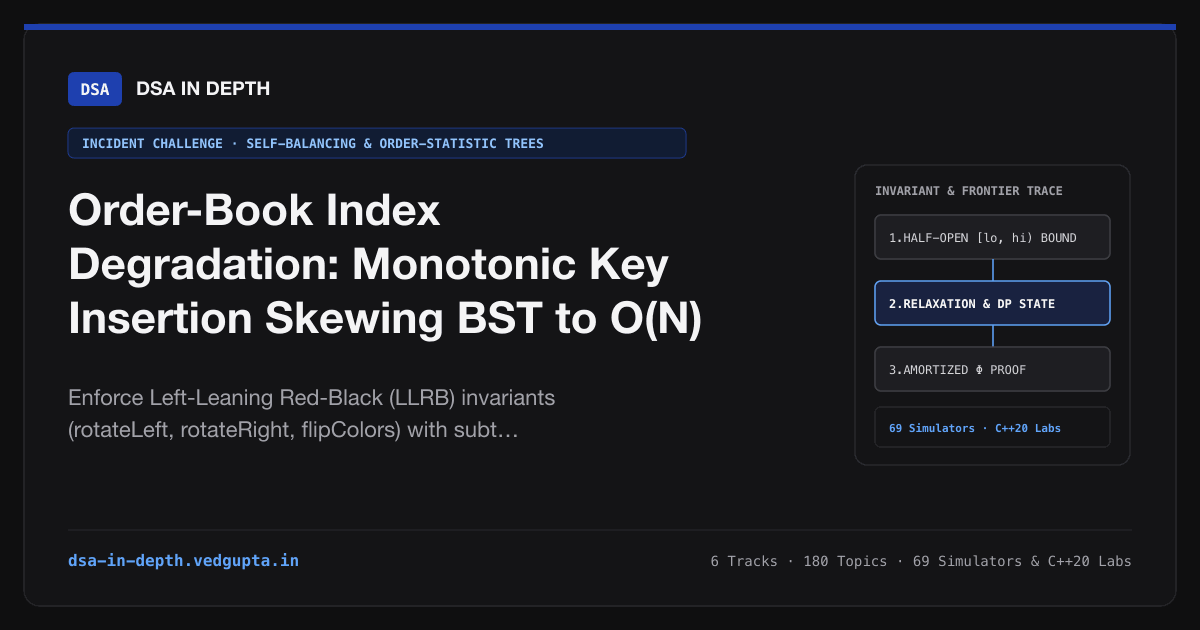 DSA
DSA IN DEPTH
INCIDENT CHALLENGE · SELF-BALANCING & ORDER-STATISTIC TREES
Order-Book Index
Degradation: Monotonic Key
Insertion Skewing BST to O(N)
Enforce Left-Leaning Red-Black (LLRB) invariants
(rotateLeft, rotateRight, flipColors) with subt…
INVARIANT & FRONTIER TRACE
1.HALF-OPEN [lo, hi) BOUND
2.RELAXATION & DP STATE
3.AMORTIZED Φ PROOF
69 Simulators · C++20 Labs
dsa-in-depth.vedgupta.in
6 Tracks · 180 Topics · 69 Simulators & C++20 Labs